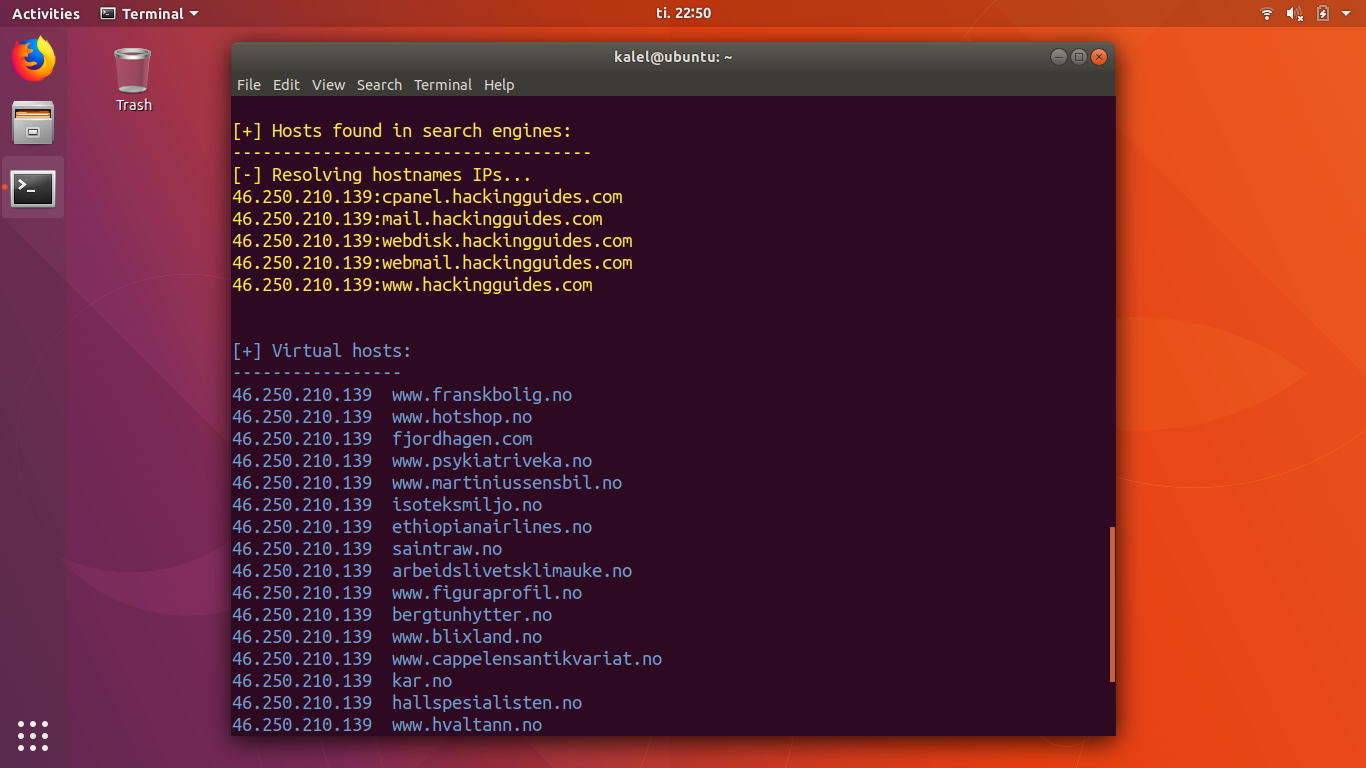 Activities Terminal ti. 22:50
Trash
kalel@ubuntu: ~
File Edit View Search Terminal Help
[+] Hosts found in search engines:
------------------------------------
[-] Resolving hostnames IPs...
46.250.210.139:cpanel.hackingguides.com
46.250.210.139:mail.hackingguides.com
46.250.210.139:webdisk.hackingguides.com
46.250.210.139:webmail.hackingguides.com
46.250.210.139:www.hackingguides.com
[+] Virtual hosts:
-----------------
46.250.210.139 www.franskbolig.no
46.250.210.139 www.hotshop.no
46.250.210.139 fjordhagen.com
46.250.210.139 www.psykiatriveka.no
46.250.210.139 www.martiniussensbil.no
46.250.210.139 isoteksmiljo.no
46.250.210.139 ethiopianairlines.no
46.250.210.139 saintraw.no
46.250.210.139 arbeidslivetsklimauke.no
46.250.210.139 www.figuraprofil.no
46.250.210.139 bergtunhytter.no
46.250.210.139 www.blixland.no
46.250.210.139 www.cappelensantikvariat.no
46.250.210.139 kar.no
46.250.210.139 hallspesialisten.no
46.250.210.139 www.hvaltann.no